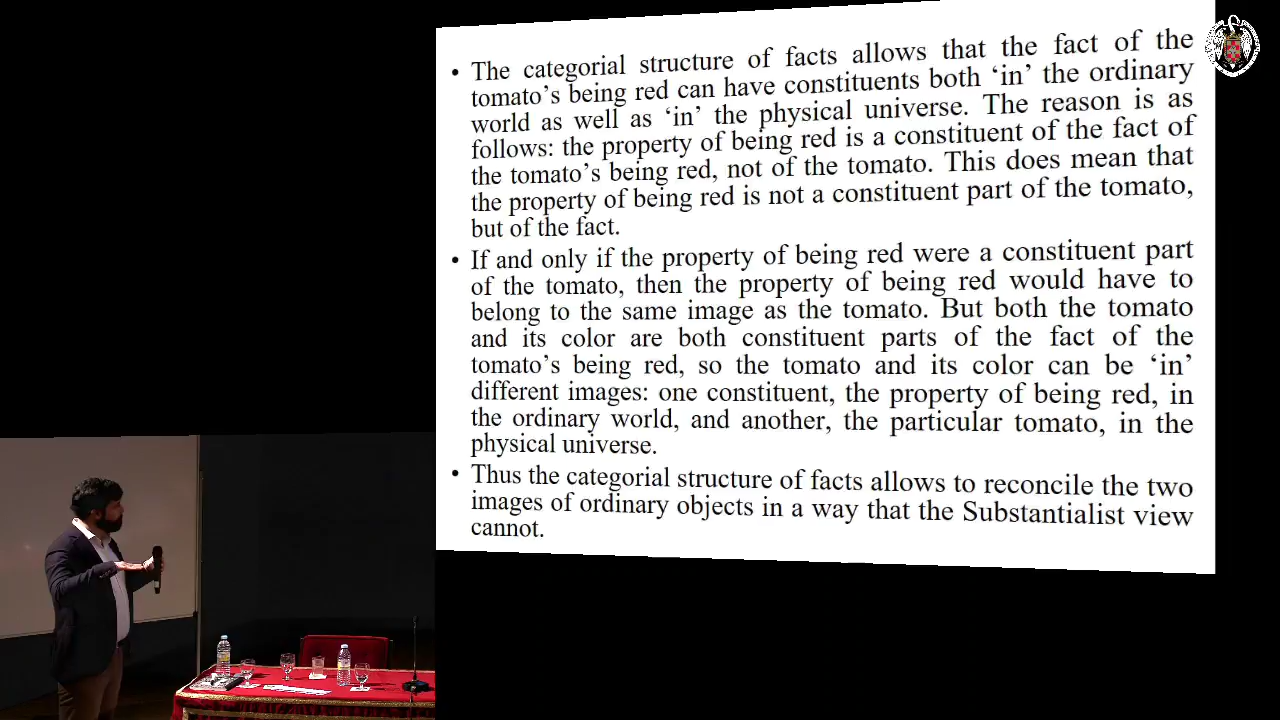 • The categorial structure of facts allows that the fact of the
tomato's being red can have constituents both ‘in’ the ordinary
world as well as ‘in’ the physical universe. The reason is as
follows: the property of being red is a constituent of the fact of
the tomato's being red, not of the tomato. This does mean that
the property of being red is not a constituent part of the tomato,
but of the fact.
• If and only if the property of being red were a constituent part
of the tomato, then the property of being red would have to
belong to the same image as the tomato. But both the tomato
and its color are both constituent parts of the fact of the
tomato's being red, so the tomato and its color can be ‘in’
different images: one constituent, the property of being red, in
the ordinary world, and another, the particular tomato, in the
physical universe.
• Thus the categorial structure of facts allows to reconcile the two
images of ordinary objects in a way that the Substantialist view
cannot.